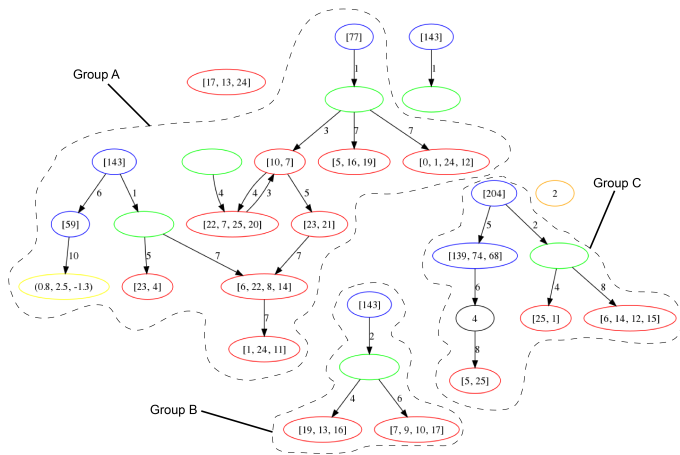 [77]
[143]
1
1
Group A
[17, 13, 24]
3
7
7
[143]
[10, 7]
[5, 16, 19]
[0, 1, 24, 12]
6
1
4
4
3
5
Group C
[204]
2
[59]
[22, 7, 25, 20]
[23, 21]
5
2
10
5
7
7
[139, 74, 68]
(0.8, 2.5, -1.3)
[23, 4]
[6, 22, 8, 14]
6
4
8
[143]
7
4
[25, 1]
[6, 14, 12, 15]
2
[1, 24, 11]
8
[5, 25]
4
6
Group B
[19, 13, 16]
[7, 9, 10, 17]